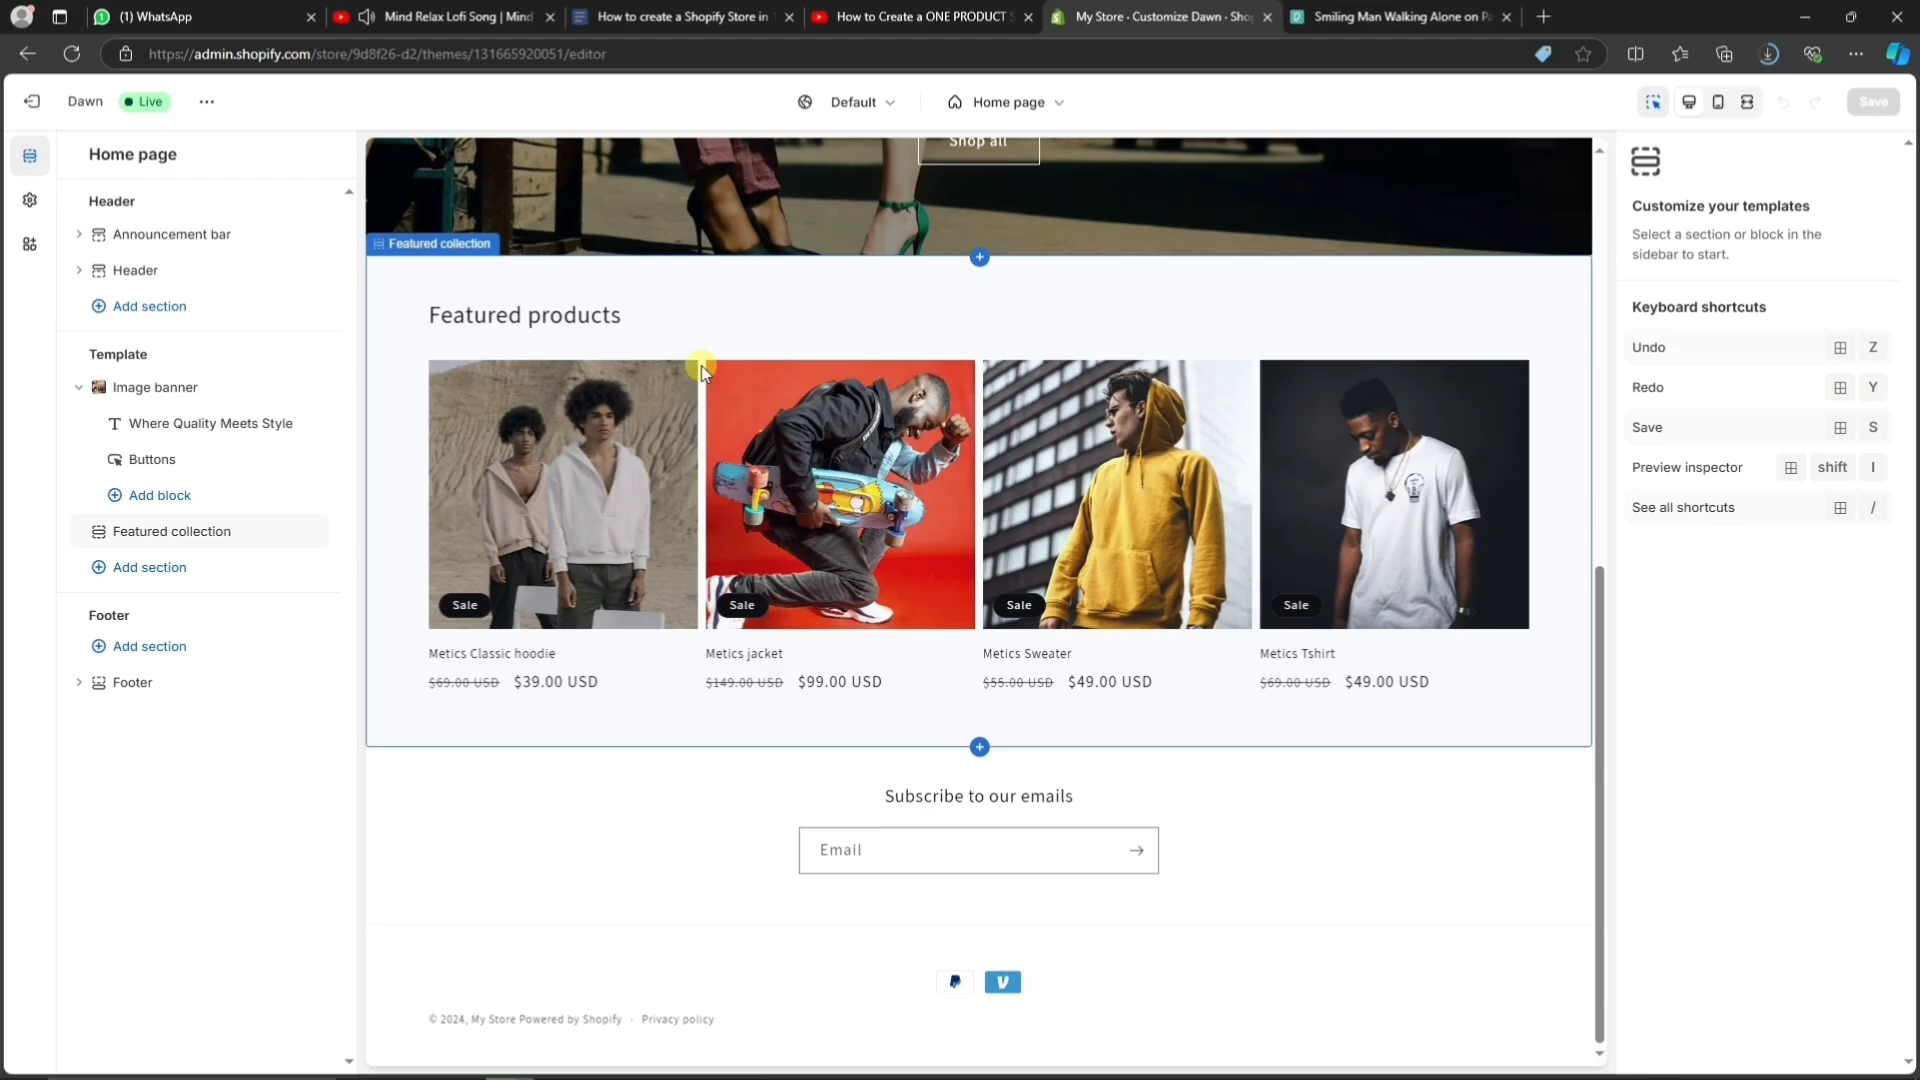 (1) WhatsApp
Mind Relax Lofi Song | Mind
How to create a Shopify Store in
How to Create a ONE PRODUCT S
My Store · Customize Dawn · Sho
Smiling Man Walking Alone on Pa
https://admin.shopify.com/store/9d8f26-d2/themes/131665920051/editor
Dawn
Live
Default
Home page
Save
Home page
Header
Announcement bar
Header
Add section
Template
Image banner
Where Quality Meets Style
Buttons
Add block
Featured collection
Add section
Footer
Add section
Footer
Shop all
Featured collection
Featured products
Sale
Sale
Sale
Sale
Metics Classic hoodie
Metics jacket
Metics Sweater
Metics Tshirt
$69.00 USD $39.00 USD
$149.00 USD $99.00 USD
$55.00 USD $49.00 USD
$69.00 USD $49.00 USD
Subscribe to our emails
Email
© 2024, My Store Powered by Shopify · Privacy policy
Customize your templates
Select a section or block in the
sidebar to start.
Keyboard shortcuts
Undo Z
Redo Y
Save S
Preview inspector shift I
See all shortcuts /